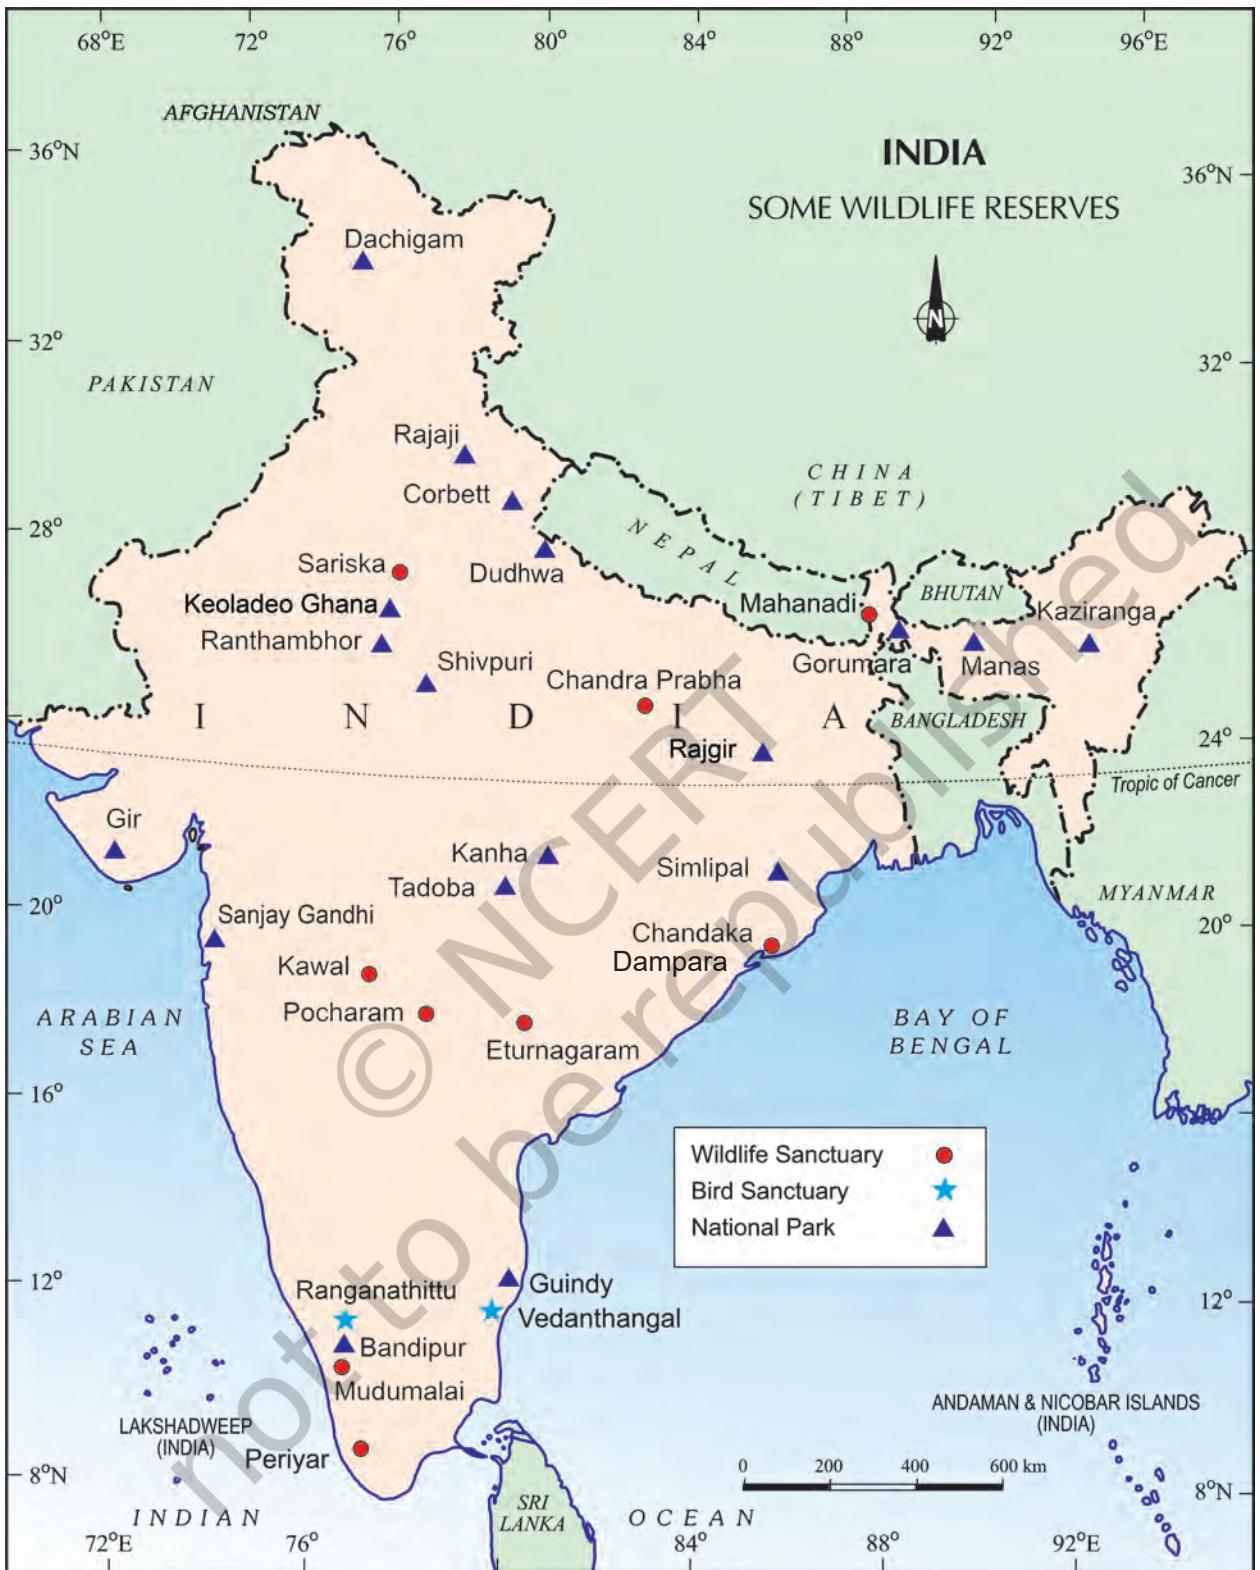 68°E 72° 76° 80° 84° 88° 92° 96°E
AFGHANISTAN
36°N
INDIA
36°N
SOME WILDLIFE RESERVES
Dachigam
N
32°
32°
PAKISTAN
Rajaji
CHINA
(TIBET)
Corbett
28°
NEPAL
Sariska
Dudhwa
BHUTAN
Keoladeo Ghana
Mahanadi
Kaziranga
Ranthambhor
Shivpuri
Gorumara
Manas
Chandra Prabha
INDIA
BANGLADESH
Rajgir
24°
Tropic of Cancer
Gir
Kanha
Simlipal
Tadoba
MYANMAR
20°
Sanjay Gandhi
20°
Chandaka
Dampara
Kawal
Pocharam
ARABIAN
SEA
BAY OF
BENGAL
Eturnagaram
16°
Wildlife Sanctuary
Bird Sanctuary
National Park
12°
Ranganathittu
Guindy
12°
Vedanthangal
Bandipur
Mudumalai
LAKSHADWEEP
(INDIA)
ANDAMAN & NICOBAR ISLANDS
(INDIA)
Periyar
0 200 400 600 km
8°N
8°N
SRI
LANKA
INDIAN OCEAN
72°E 76° 84° 88° 92°E
© NCERT
not to be republished